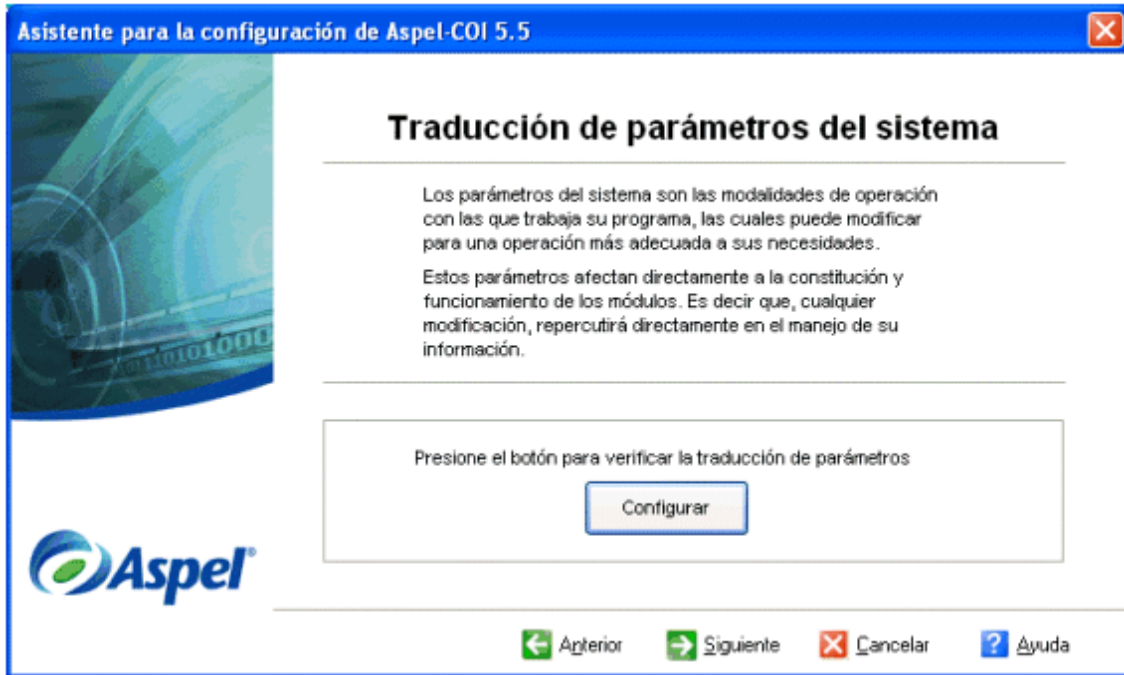 Asistente para la configuración de Aspel-COI 5.5
Traducción de parámetros del sistema
Los parámetros del sistema son las modalidades de operación
con las que trabaja su programa, las cuales puede modificar
para una operación más adecuada a sus necesidades.
Estos parámetros afectan directamente a la constitución y
funcionamiento de los módulos. Es decir que, cualquier
modificación, repercutirá directamente en el manejo de su
información.
110101000
Presione el botón para verificar la traducción de parámetros
Configurar
Aspel®
Anterior Siguiente Cancelar Ayuda